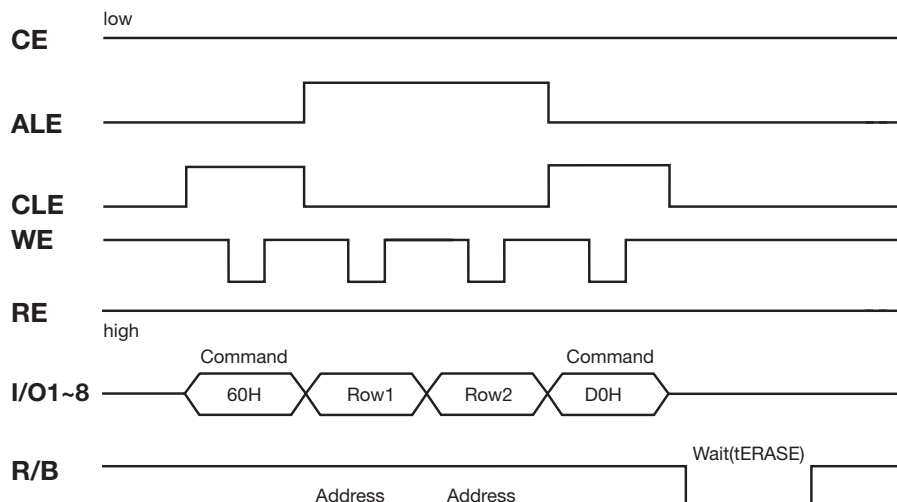 low
CE
ALE
CLE
WE
RE
high
Command Command
I/O1~8 60H Row1 Row2 D0H
Wait(tERASE)
R/B
Address Address